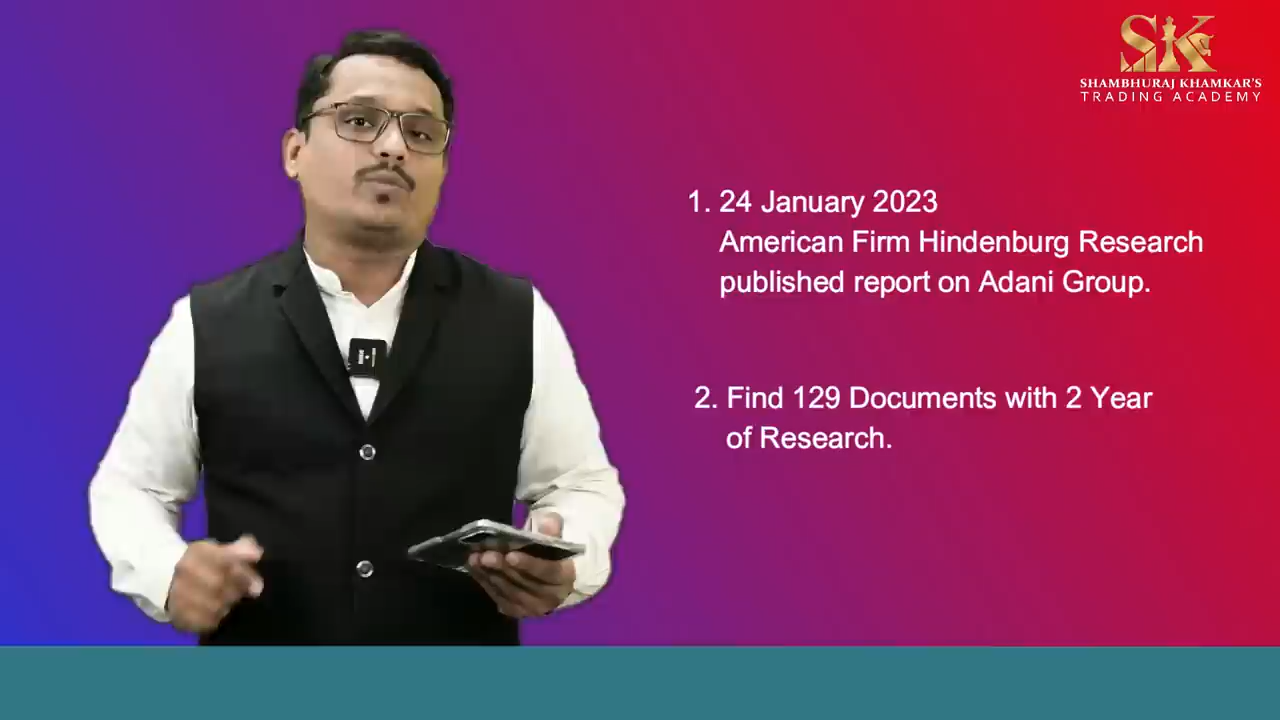 SK
SHAMBHURAJ KHAMKAR'S
TRADING ACADEMY
1. 24 January 2023
American Firm Hindenburg Research
published report on Adani Group.
2. Find 129 Documents with 2 Year
of Research.